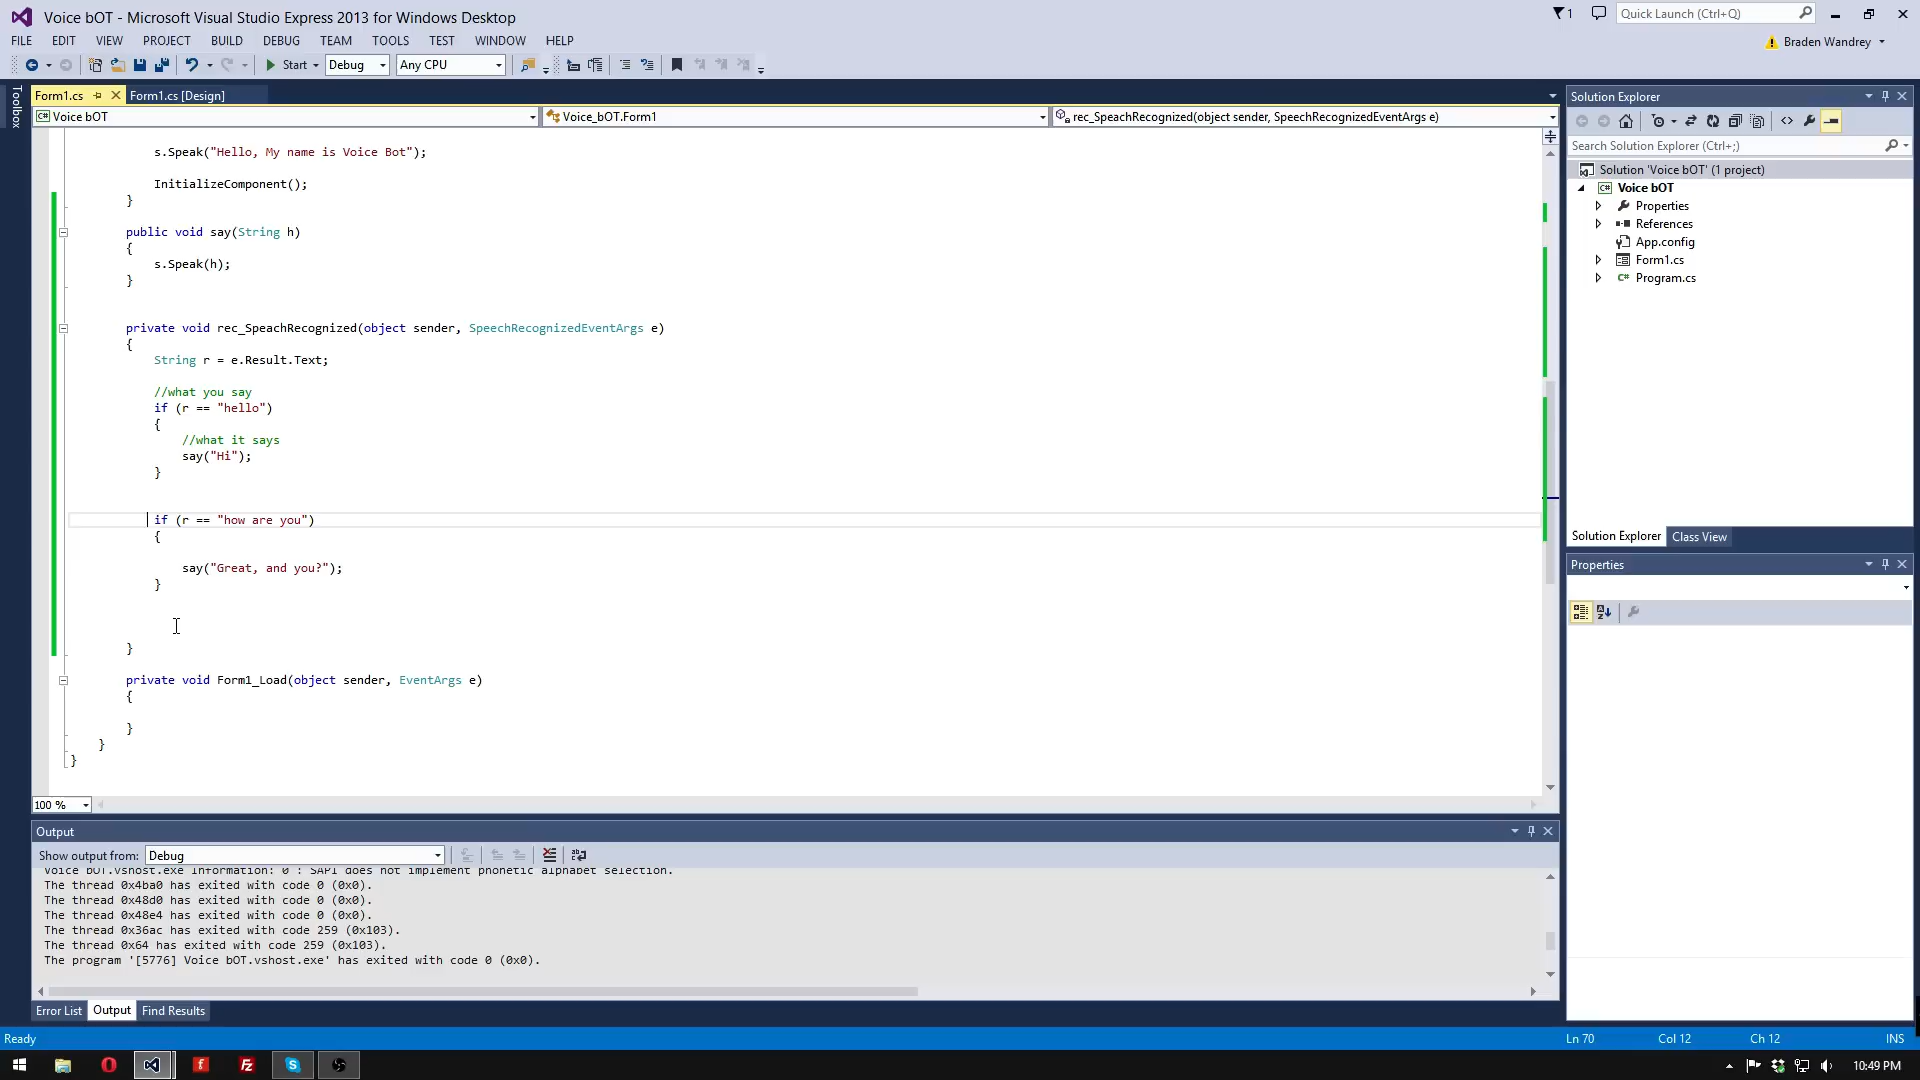 Voice bOT - Microsoft Visual Studio Express 2013 for Windows Desktop
1
Quick Launch (Ctrl+Q)
FILE EDIT VIEW PROJECT BUILD DEBUG TEAM TOOLS TEST WINDOW HELP
Braden Wandrey
Start Debug Any CPU
Toolbox
Form1.cs Form1.cs [Design]
Voice bOT Voice_bOT.Form1 rec_SpeachRecognized(object sender, SpeechRecognizedEventArgs e)
s.Speak("Hello, My name is Voice Bot");
InitializeComponent();
}
public void say(String h)
{
s.Speak(h);
}
private void rec_SpeachRecognized(object sender, SpeechRecognizedEventArgs e)
{
String r = e.Result.Text;
//what you say
if (r == "hello")
{
//what it says
say("Hi");
}
if (r == "how are you")
{
say("Great, and you?");
}
}
private void Form1_Load(object sender, EventArgs e)
{
}
}
}
100 %
Output
Show output from: Debug
Voice bOT.vshost.exe Information: 0 : SAPI does not implement phonetic alphabet selection.
The thread 0x4ba0 has exited with code 0 (0x0).
The thread 0x48d0 has exited with code 0 (0x0).
The thread 0x48e4 has exited with code 0 (0x0).
The thread 0x36ac has exited with code 259 (0x103).
The thread 0x64 has exited with code 259 (0x103).
The program '[5776] Voice bOT.vshost.exe' has exited with code 0 (0x0).
Error List Output Find Results
Solution Explorer
Search Solution Explorer (Ctrl+;)
Solution 'Voice bOT' (1 project)
Voice bOT
Properties
References
App.config
Form1.cs
Program.cs
Solution Explorer Class View
Properties
Ready
Ln 70 Col 12 Ch 12 INS
10:49 PM